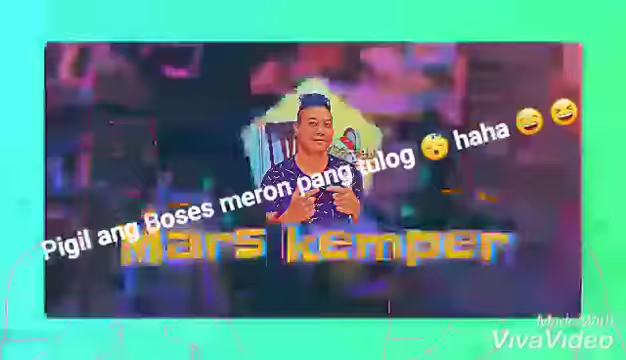 Pigil ang Boses meron pang tulog 😴 haha 😅 😆
Mars kemper
Made With
VivaVideo